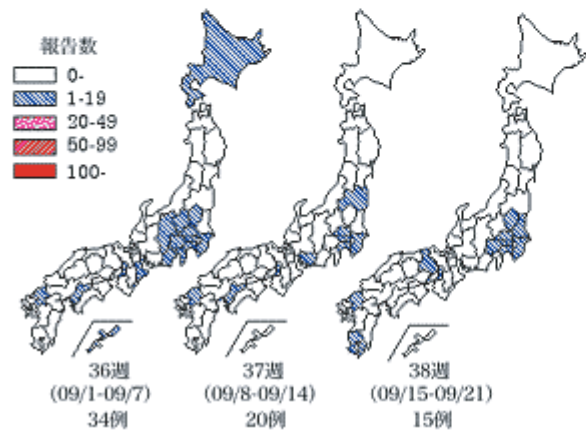 報告数
0-
1-19
20-49
50-99
100-
36週
(09/1-09/7)
34例
37週
(09/8-09/14)
20例
38週
(09/15-09/21)
15例